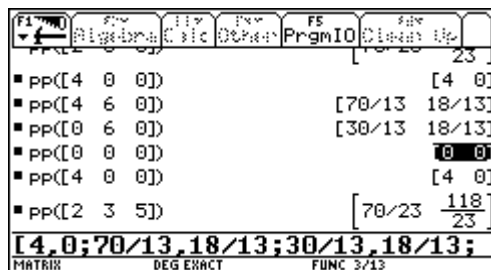 F1 F5
Algebra Calc Other PrgmIO Clean Up
23
pp([4 0 0]) [4 0]
pp([4 6 0]) [70/13 18/13]
pp([0 6 0]) [30/13 18/13]
pp([0 0 0]) [0 0]
pp([4 0 0]) [4 0]
pp([2 3 5]) [70/23 118/23]
[4,0;70/13,18/13;30/13,18/13;
MATRIX DEG EXACT FUNC 3/13